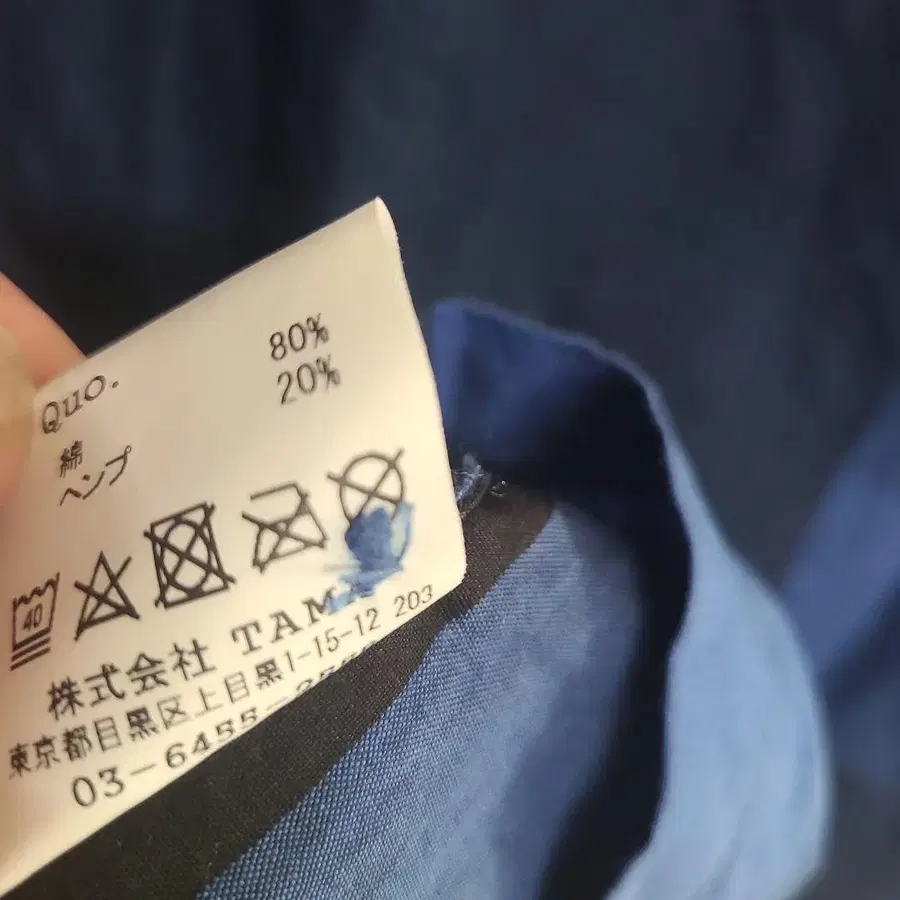 Quo.
綿 80%
ヘンプ 20%
40
株式会社 TAM
東京都目黒区上目黒1-15-12 203
03-6455-